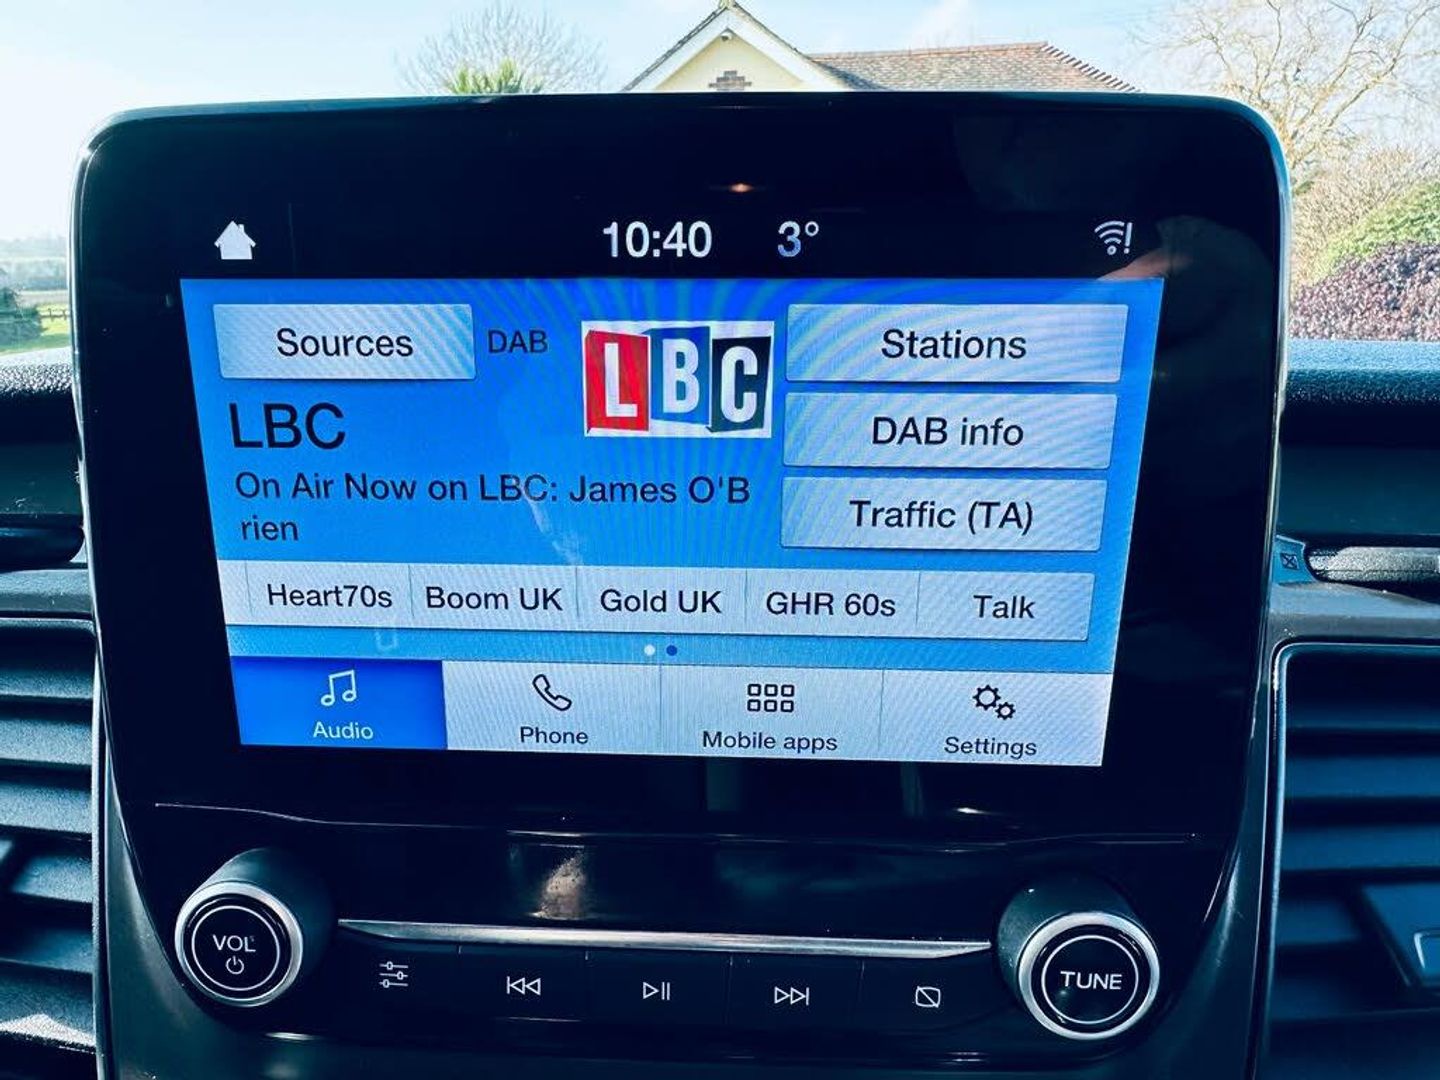 10:40 3°
Sources DAB LBC Stations
LBC
DAB info
On Air Now on LBC: James O'B
rien
Traffic (TA)
Heart70s Boom UK Gold UK GHR 60s Talk
Audio Phone Mobile apps Settings
VOL
TUNE